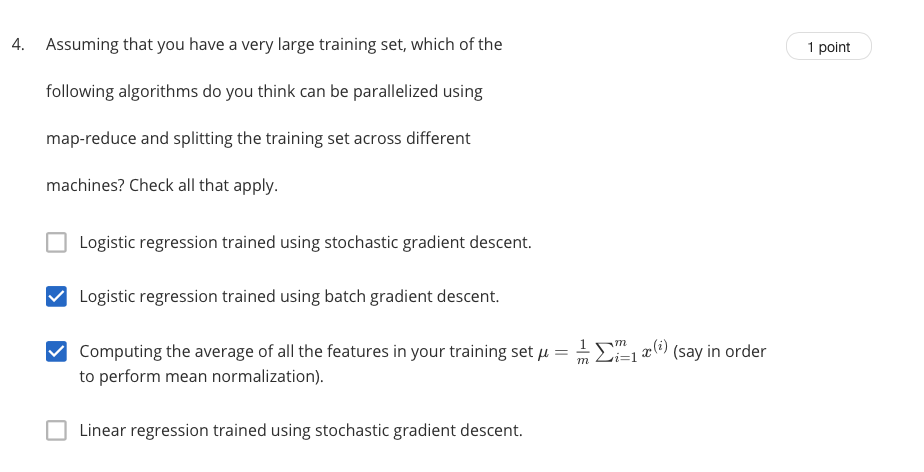 4. Assuming that you have a very large training set, which of the
1 point
following algorithms do you think can be parallelized using
map-reduce and splitting the training set across different
machines? Check all that apply.
Logistic regression trained using stochastic gradient descent.
Logistic regression trained using batch gradient descent.
Computing the average of all the features in your training set μ = 1/m ∑_{i=1}^{m} x^{(i)} (say in order
to perform mean normalization).
Linear regression trained using stochastic gradient descent.